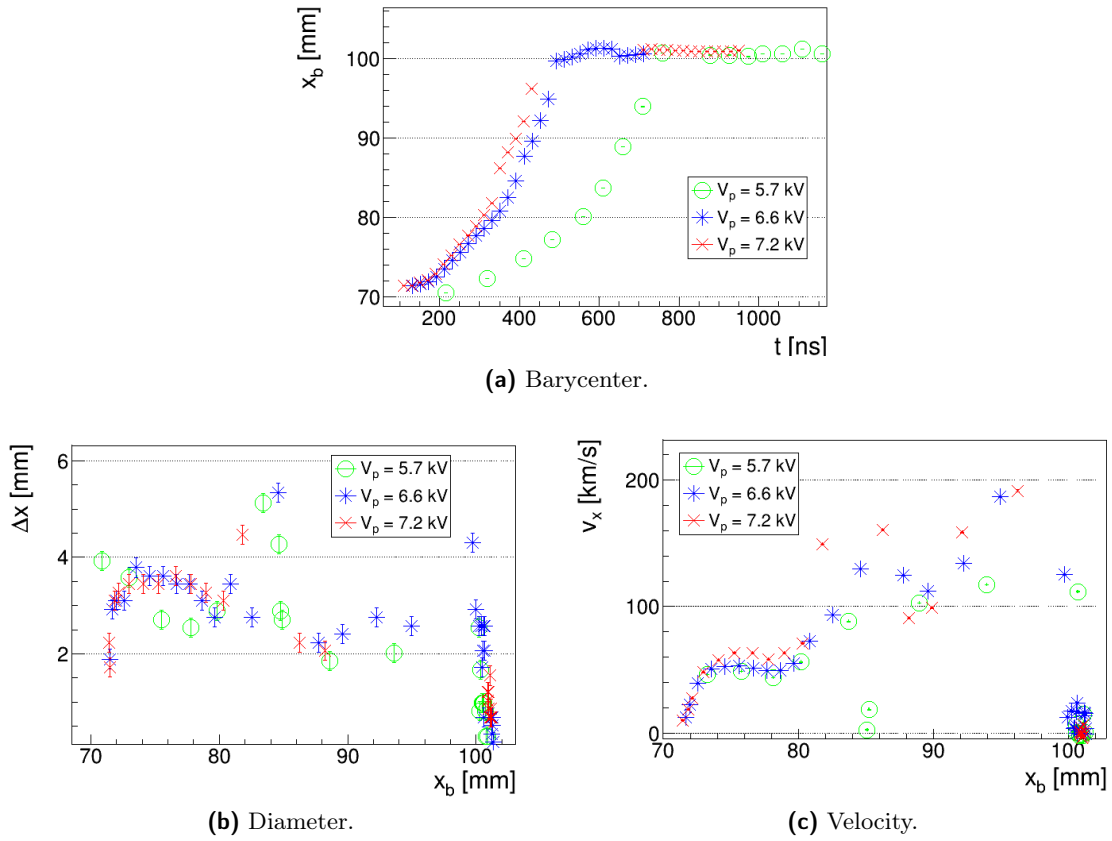 x_b [mm]
100
90
80
70
V_p = 5.7 kV
V_p = 6.6 kV
V_p = 7.2 kV
200 400 600 800 1000
t [ns]
(a) Barycenter.
Δx [mm]
6
4
2
V_p = 5.7 kV
V_p = 6.6 kV
V_p = 7.2 kV
70 80 90 100
x_b [mm]
(b) Diameter.
v_x [km/s]
200
100
0
V_p = 5.7 kV
V_p = 6.6 kV
V_p = 7.2 kV
70 80 90 100
x_b [mm]
(c) Velocity.